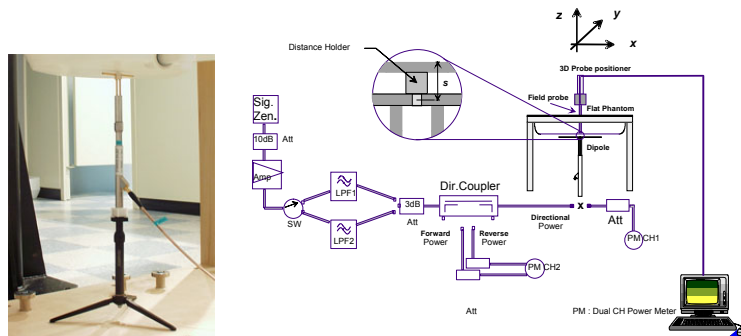 z
y
x
Distance Holder
s
3D Probe positioner
Field probe
Flat Phantom
Dipole
Sig.
Zen.
10dB
Att
Amp
SW
LPF1
LPF2
3dB
Att
Dir.Coupler
Forward
Power
Reverse
Power
Directional
Power
x
Att
PM
CH1
PM
CH2
Att
PM : Dual CH Power Meter